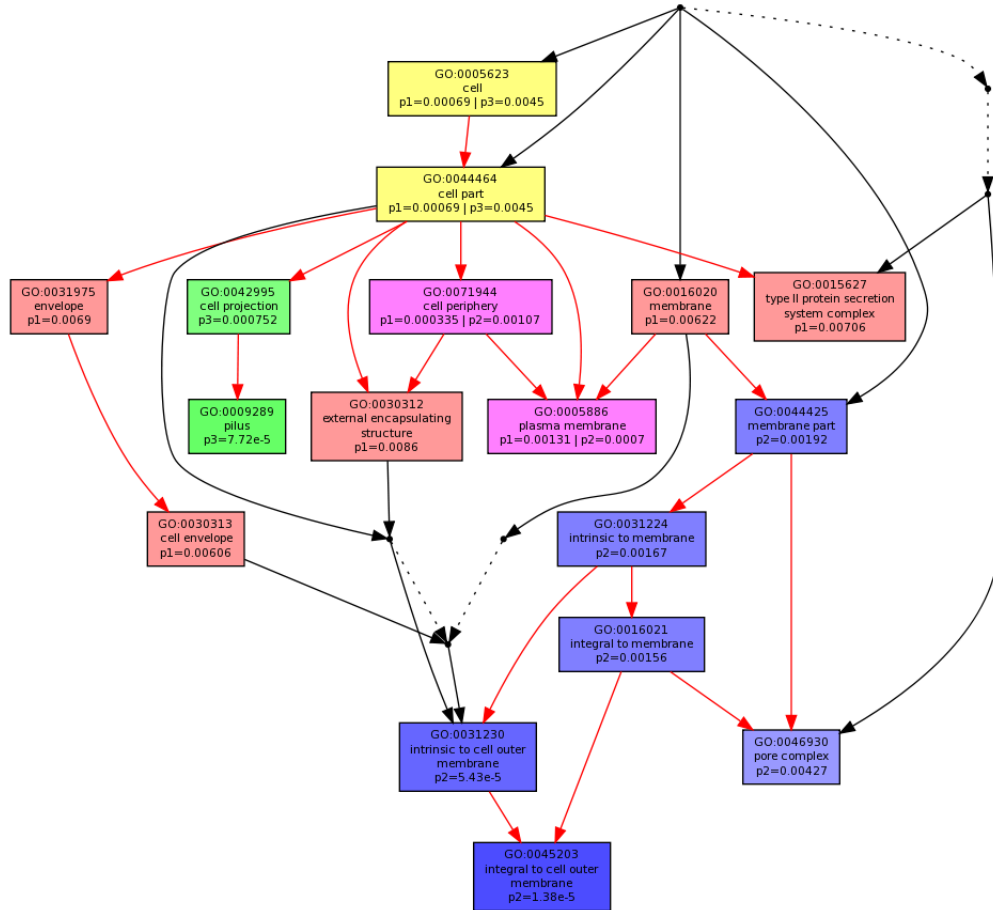 GO:0005623
cell
p1=0.00069 | p3=0.0045
GO:0044464
cell part
p1=0.00069 | p3=0.0045
GO:0031975
envelope
p1=0.0069
GO:0042995
cell projection
p3=0.000752
GO:0071944
cell periphery
p1=0.000335 | p2=0.00107
GO:0016020
membrane
p1=0.00622
GO:0015627
type II protein secretion
system complex
p1=0.00706
GO:0009289
pilus
p3=7.72e-5
GO:0030312
external encapsulating
structure
p1=0.0086
GO:0005886
plasma membrane
p1=0.00131 | p2=0.0007
GO:0044425
membrane part
p2=0.00192
GO:0030313
cell envelope
p1=0.00606
GO:0031224
intrinsic to membrane
p2=0.00167
GO:0016021
integral to membrane
p2=0.00156
GO:0031230
intrinsic to cell outer
membrane
p2=5.43e-5
GO:0046930
pore complex
p2=0.00427
GO:0045203
integral to cell outer
membrane
p2=1.38e-5